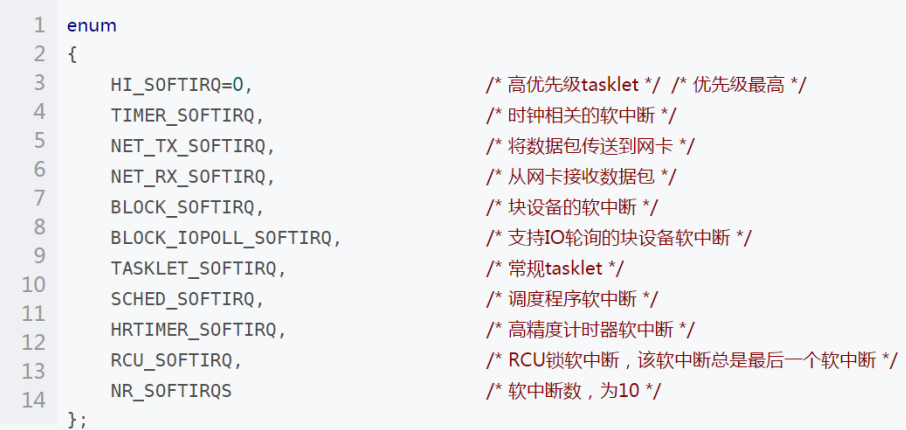 1 enum
2 {
3 HI_SOFTIRQ=0, /* 高优先级tasklet */ /* 优先级最高 */
4 TIMER_SOFTIRQ, /* 时钟相关的软中断 */
5 NET_TX_SOFTIRQ, /* 将数据包传送到网卡 */
6 NET_RX_SOFTIRQ, /* 从网卡接收数据包 */
7 BLOCK_SOFTIRQ, /* 块设备的软中断 */
8 BLOCK_IOPOLL_SOFTIRQ, /* 支持IO轮询的块设备软中断 */
9 TASKLET_SOFTIRQ, /* 常规tasklet */
10 SCHED_SOFTIRQ, /* 调度程序软中断 */
11 HRTIMER_SOFTIRQ, /* 高精度计时器软中断 */
12 RCU_SOFTIRQ, /* RCU锁软中断，该软中断总是最后一个软中断 */
13 NR_SOFTIRQS /* 软中断数，为10 */
14 };